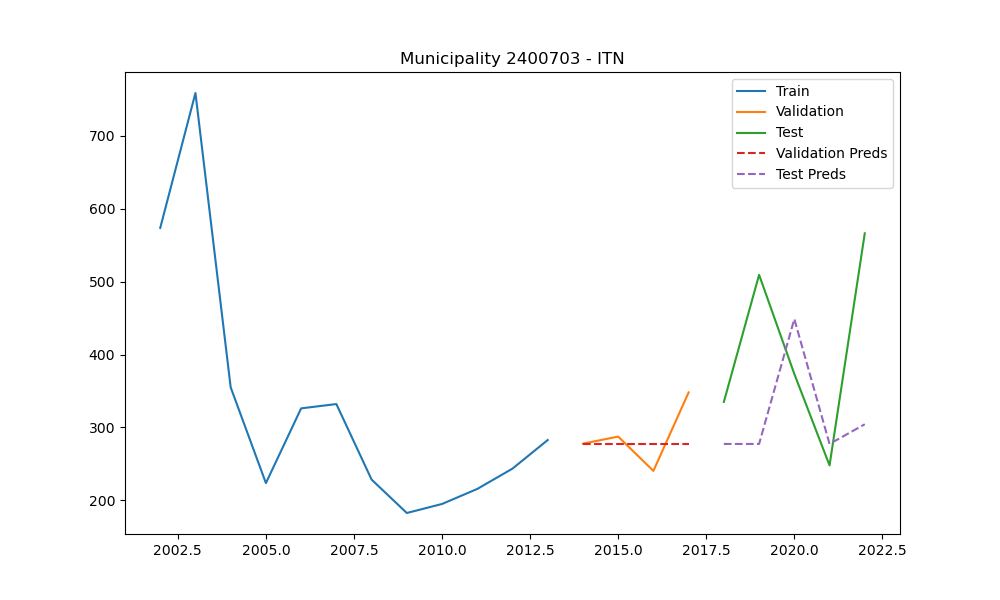 Municipality 2400703 - ITN
Train
Validation
Test
Validation Preds
Test Preds
700
600
500
400
300
200
2002.5 2005.0 2007.5 2010.0 2012.5 2015.0 2017.5 2020.0 2022.5